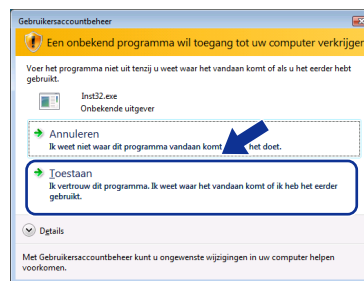 Gebruikersaccountbeheer
Een onbekend programma wil toegang tot uw computer verkrijgen
Voer het programma niet uit tenzij u weet waar het vandaan komt of als u het eerder hebt
gebruikt.
Inst32.exe
Onbekende uitgever
Annuleren
Ik weet niet waar dit programma vandaan komt het doet.
Toestaan
Ik vertrouw dit programma. Ik weet waar het vandaan komt of ik heb het eerder
gebruikt.
Details
Met Gebruikersaccountbeheer kunt u ongewenste wijzigingen in uw computer helpen
voorkomen.